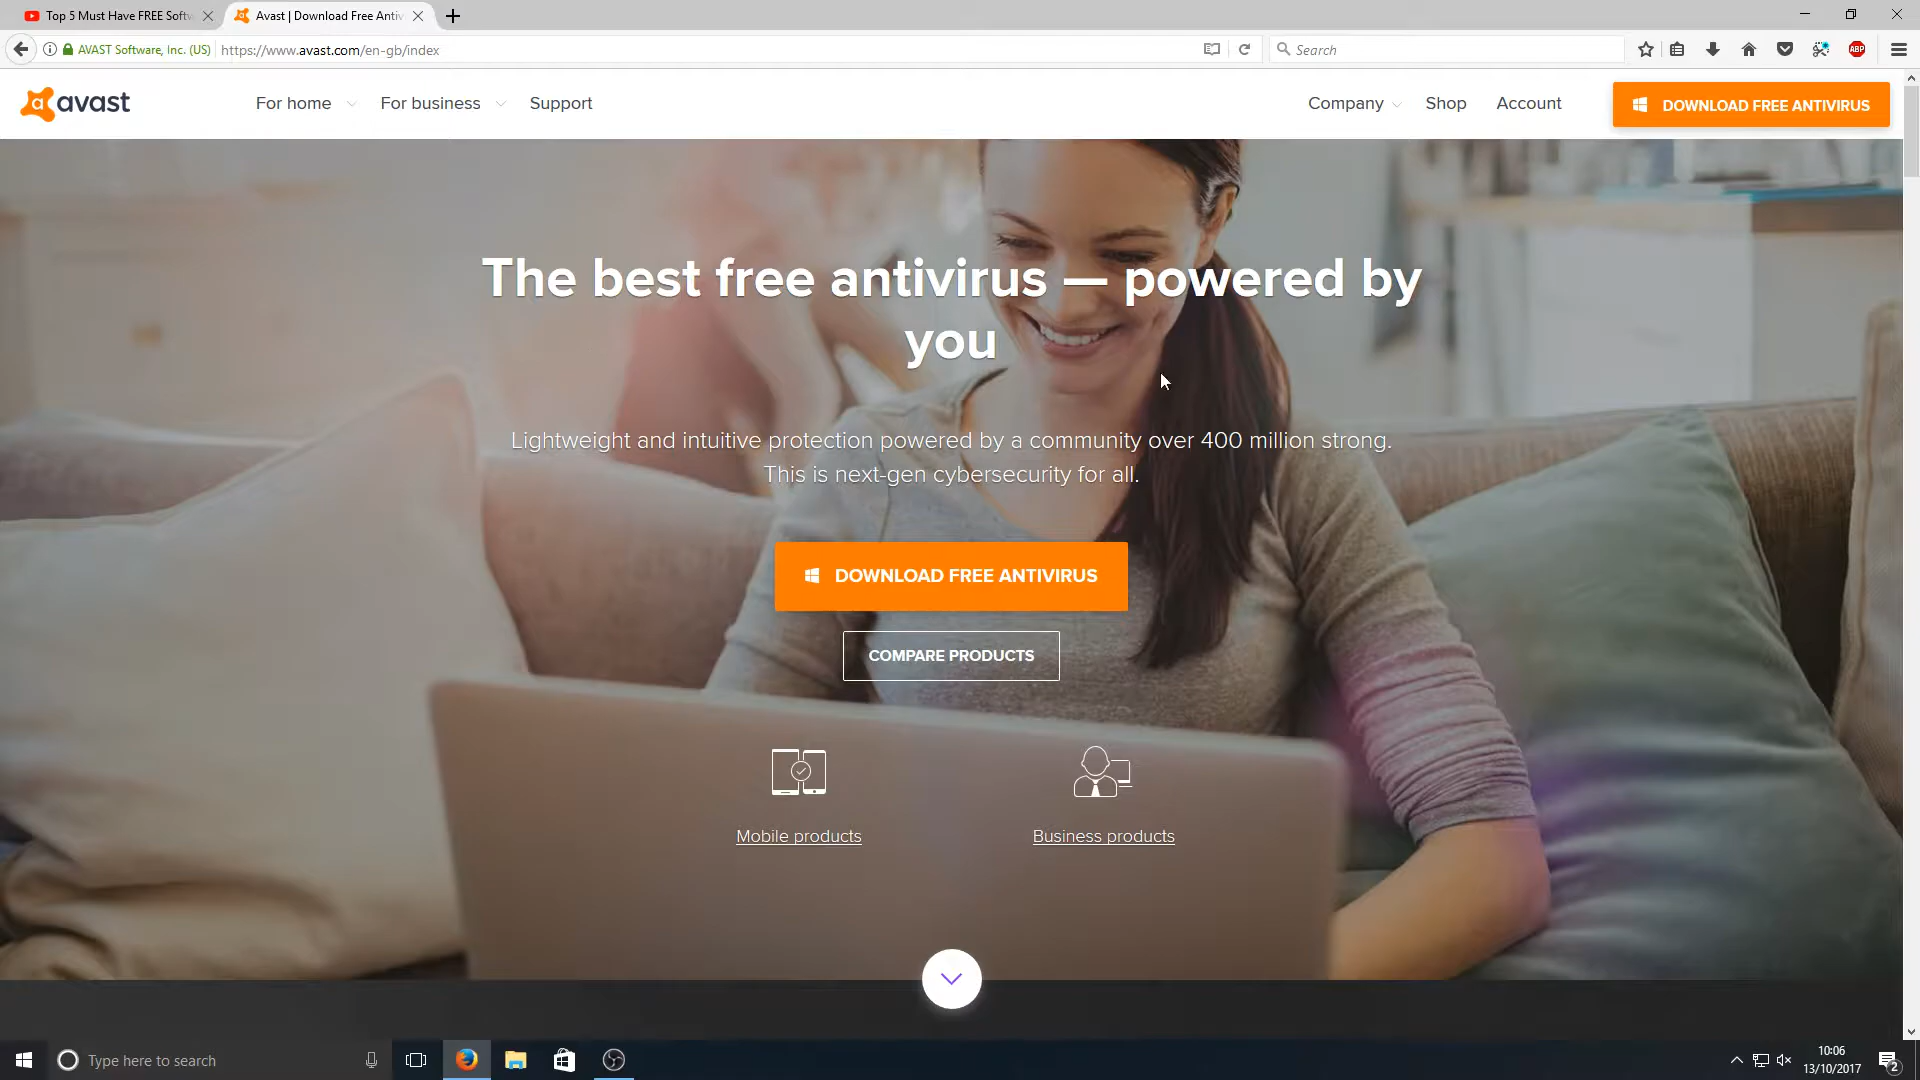 Top 5 Must Have FREE Softw
Avast | Download Free Antiv
AVAST Software, Inc. (US)
https://www.avast.com/en-gb/index
Search
ABP
avast
For home
For business
Support
Company
Shop
Account
DOWNLOAD FREE ANTIVIRUS
The best free antivirus — powered by
you
Lightweight and intuitive protection powered by a community over 400 million strong.
This is next-gen cybersecurity for all.
DOWNLOAD FREE ANTIVIRUS
COMPARE PRODUCTS
Mobile products
Business products
Type here to search
10:06
13/10/2017
2